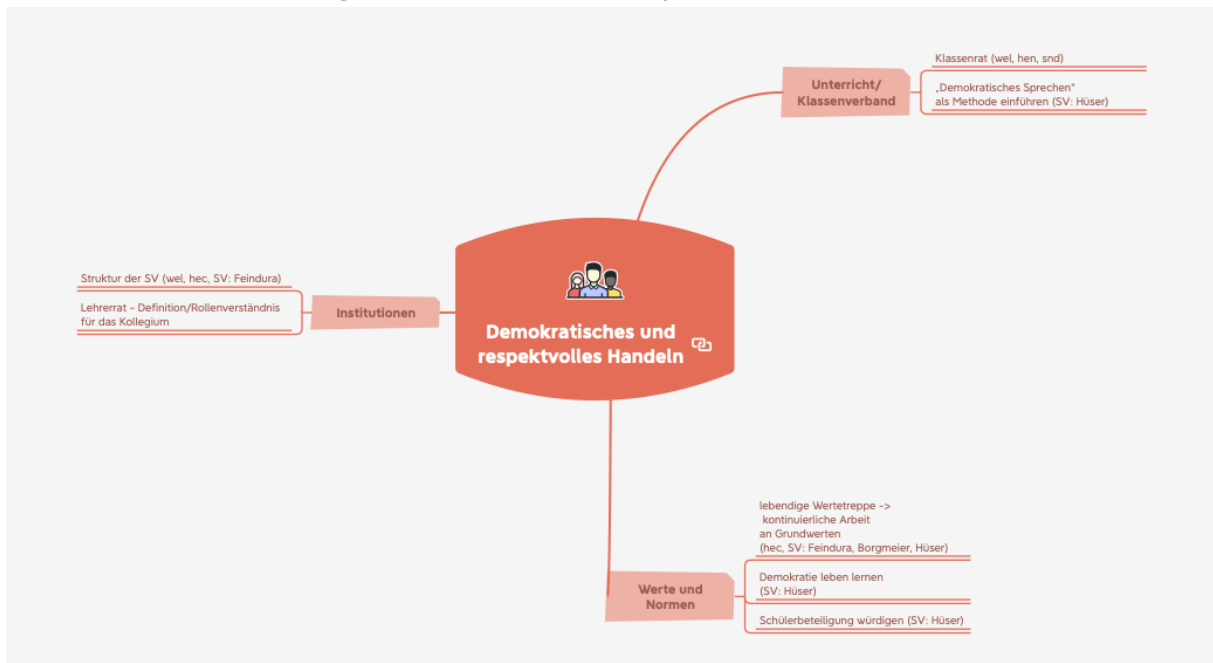 Klassenrat (wel, hen, snd)
Unterricht/
Klassenverband
„Demokratisches Sprechen"
als Methode einführen (SV: Hüser)
Struktur der SV (wel, hec, SV: Feindura)
Lehrerrat - Definition/Rollenverständnis
für das Kollegium
Institutionen
Demokratisches und
respektvolles Handeln
lebendige Wertetreppe ->
kontinuierliche Arbeit
an Grundwerten
(hec, SV: Feindura, Borgmeier, Hüser)
Werte und
Normen
Demokratie leben lernen
(SV: Hüser)
Schülerbeteiligung würdigen (SV: Hüser)